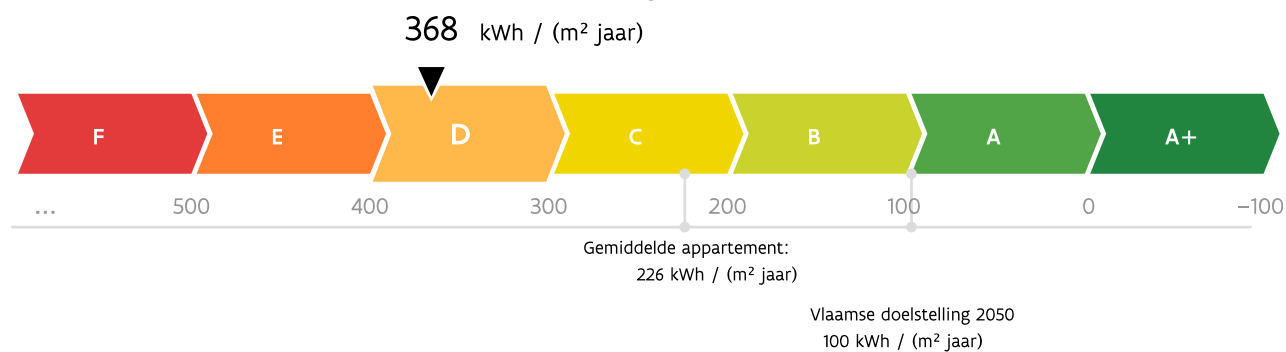 368 kWh / (m² jaar)
F E D C B A A+
... 500 400 300 200 100 0 −100
Gemiddelde appartement:
226 kWh / (m² jaar)
Vlaamse doelstelling 2050
100 kWh / (m² jaar)